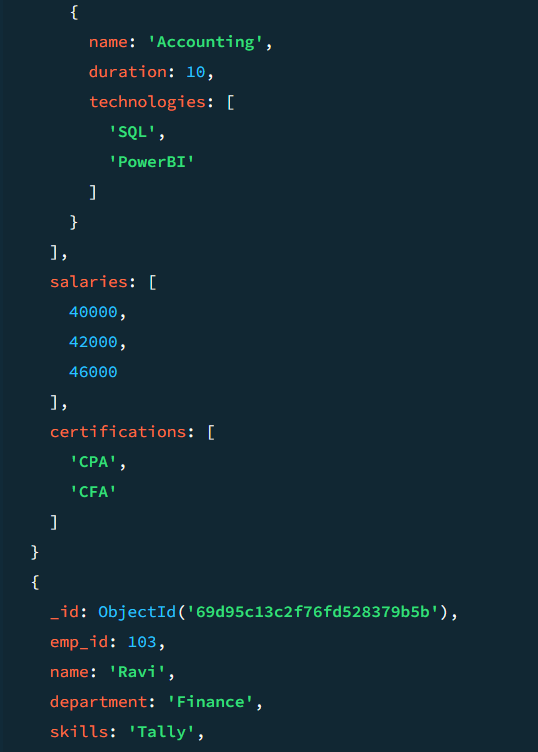 {
name: 'Accounting',
duration: 10,
technologies: [
'SQL',
'PowerBI'
]
}
],
salaries: [
40000,
42000,
46000
],
certifications: [
'CPA',
'CFA'
]
}
{
_id: ObjectId('69d95c13c2f76fd528379b5b'),
emp_id: 103,
name: 'Ravi',
department: 'Finance',
skills: 'Tally',